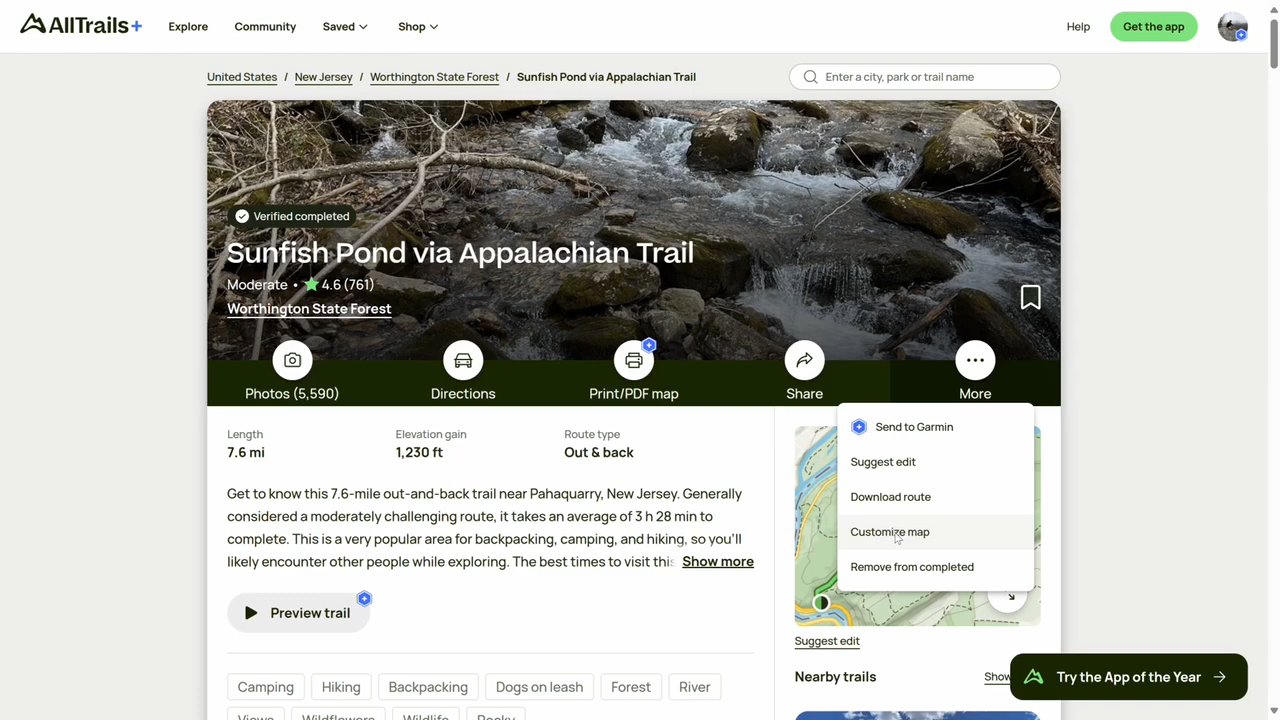 AllTrails+
Explore
Community
Saved
Shop
Help
Get the app
United States / New Jersey / Worthington State Forest / Sunfish Pond via Appalachian Trail
Enter a city, park or trail name
Verified completed
Sunfish Pond via Appalachian Trail
Moderate • 4.6 (761)
Worthington State Forest
Photos (5,590)
Directions
Print/PDF map
Share
More
Send to Garmin
Suggest edit
Download route
Customize map
Remove from completed
Length
7.6 mi
Elevation gain
1,230 ft
Route type
Out & back
Get to know this 7.6-mile out-and-back trail near Pahaquarry, New Jersey. Generally
considered a moderately challenging route, it takes an average of 3 h 28 min to
complete. This is a very popular area for backpacking, camping, and hiking, so you'll
likely encounter other people while exploring. The best times to visit this Show more
Preview trail
Suggest edit
Nearby trails
Show
Try the App of the Year
Camping
Hiking
Backpacking
Dogs on leash
Forest
River
Views
Wildflowers
Wildlife
Rocky